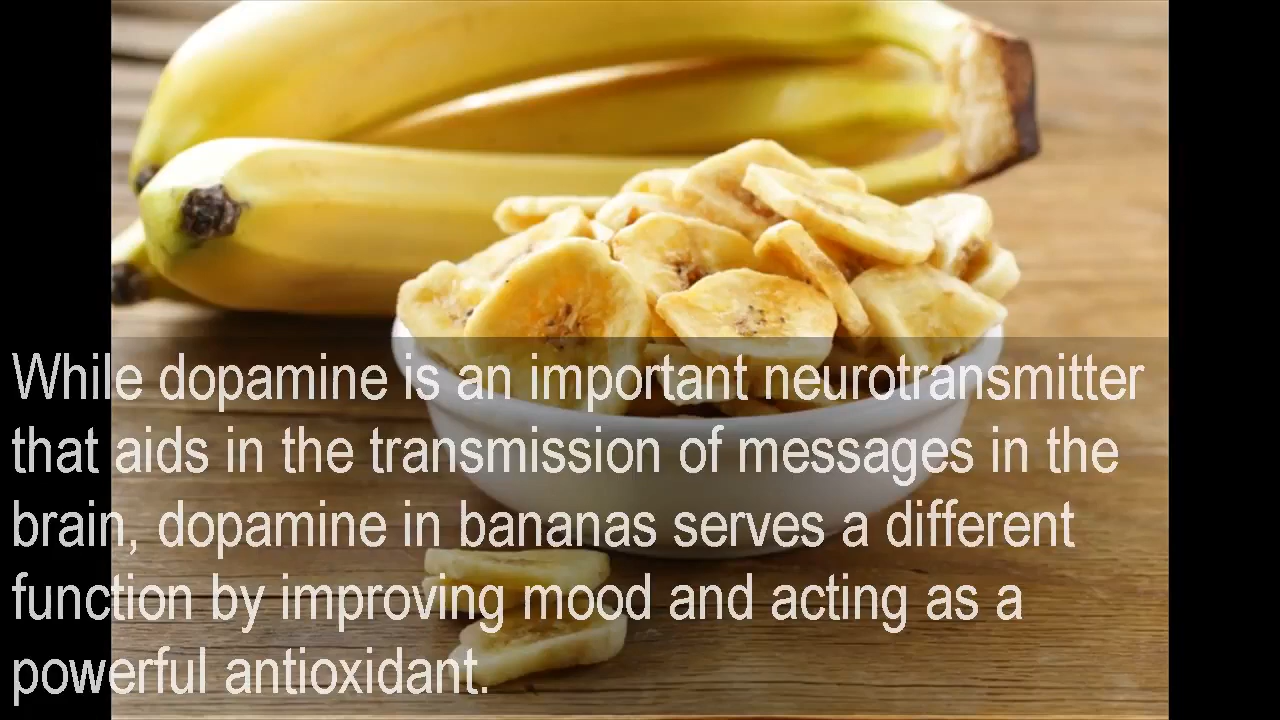 While dopamine is an important neurotransmitter
that aids in the transmission of messages in the
brain, dopamine in bananas serves a different
function by improving mood and acting as a
powerful antioxidant.